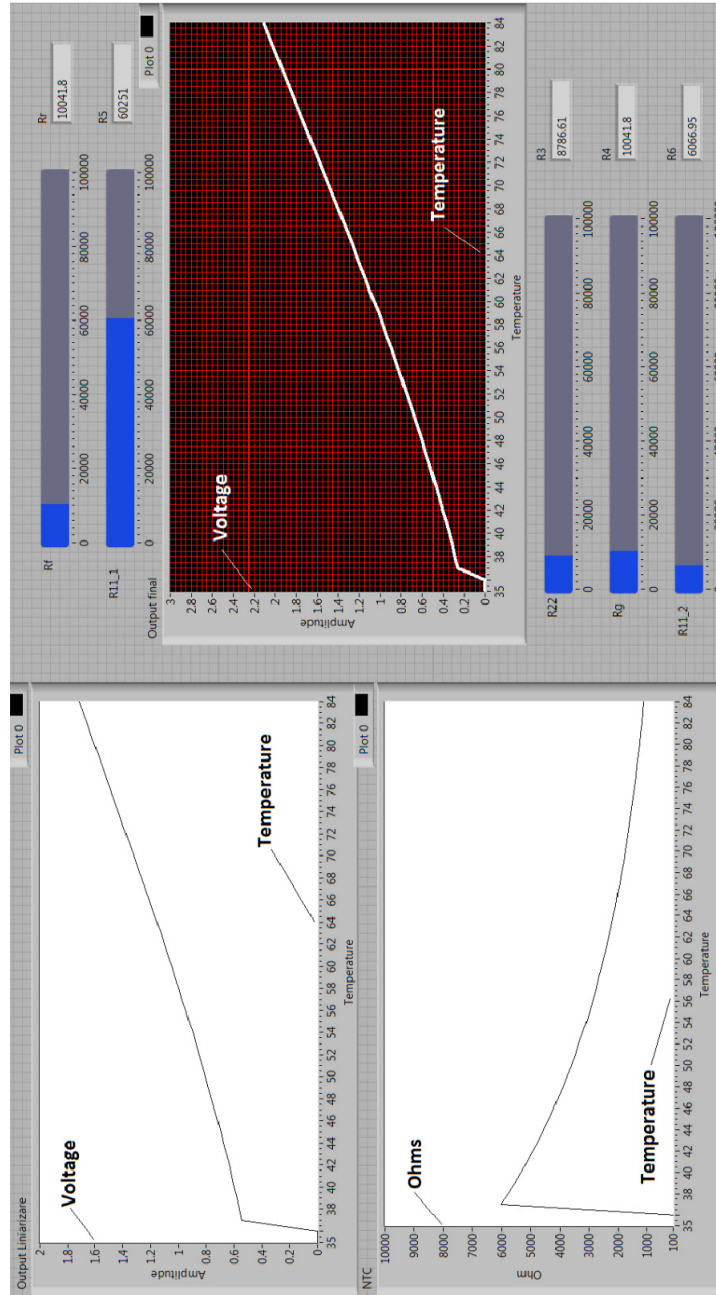 Output Liniarizare
Plot 0
Voltage
Amplitude
2
1.8
1.6
1.4
1.2
1
0.8
0.6
0.4
0.2
0
35 38 40 42 44 46 48 50 52 54 56 58 60 62 64 66 68 70 72 74 76 78 80 82 84
Temperature
Temperature
NTC
Plot 0
Ohms
Ohm
10000
9000
8000
7000
6000
5000
4000
3000
2000
1000
100
35 38 40 42 44 46 48 50 52 54 56 58 60 62 64 66 68 70 72 74 76 78 80 82 84
Temperature
Temperature
Rf
0 20000 40000 60000 80000 100000
Rr
10041.8
R11_1
0 20000 40000 60000 80000 100000
R5
60251
Output final
Plot 0
Voltage
Amplitude
3
2.8
2.6
2.4
2.2
2
1.8
1.6
1.4
1.2
1
0.8
0.6
0.4
0.2
0
35 38 40 42 44 46 48 50 52 54 56 58 60 62 64 66 68 70 72 74 76 78 80 82 84
Temperature
Temperature
R22
0 20000 40000 60000 80000 100000
R3
8786.61
Rg
0 20000 40000 60000 80000 100000
R4
10041.8
R11_2
R6
6066.95